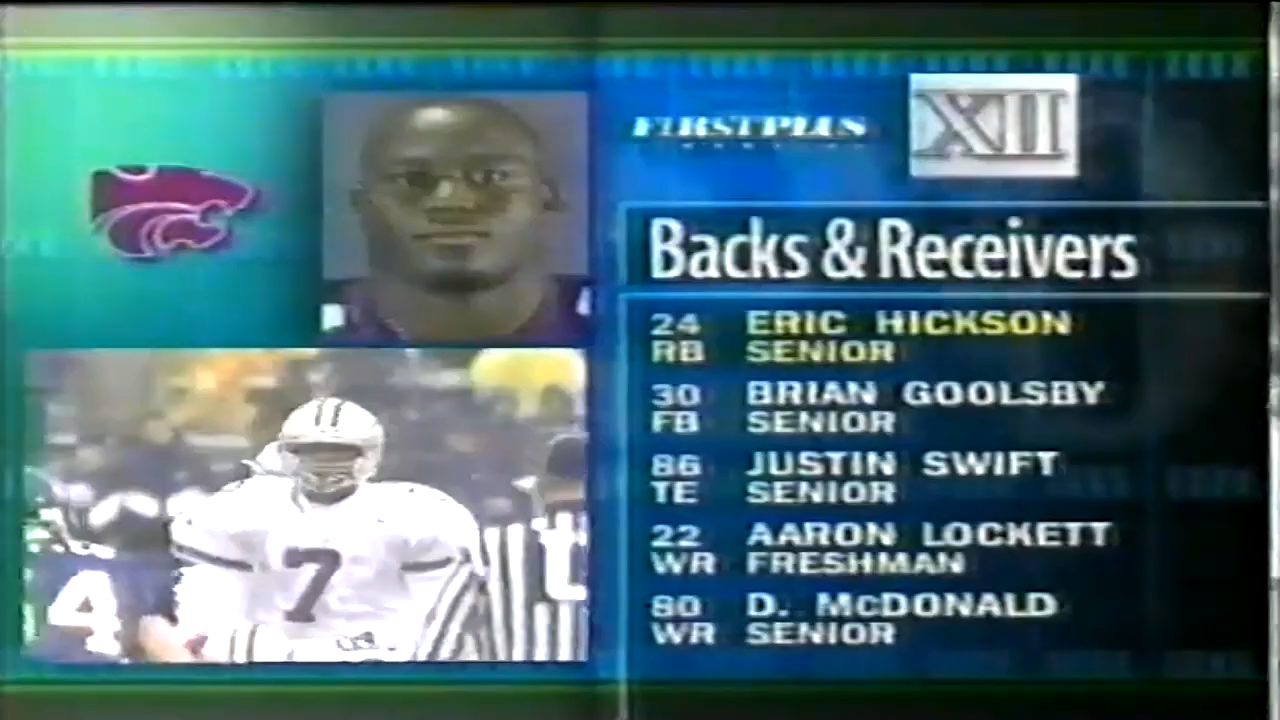 FIRSTPLUS
XII
Backs & Receivers
24 ERIC HICKSON
RB SENIOR
30 BRIAN GOOLSBY
FB SENIOR
86 JUSTIN SWIFT
TE SENIOR
22 AARON LOCKETT
WR FRESHMAN
80 D. McDONALD
WR SENIOR
7
4